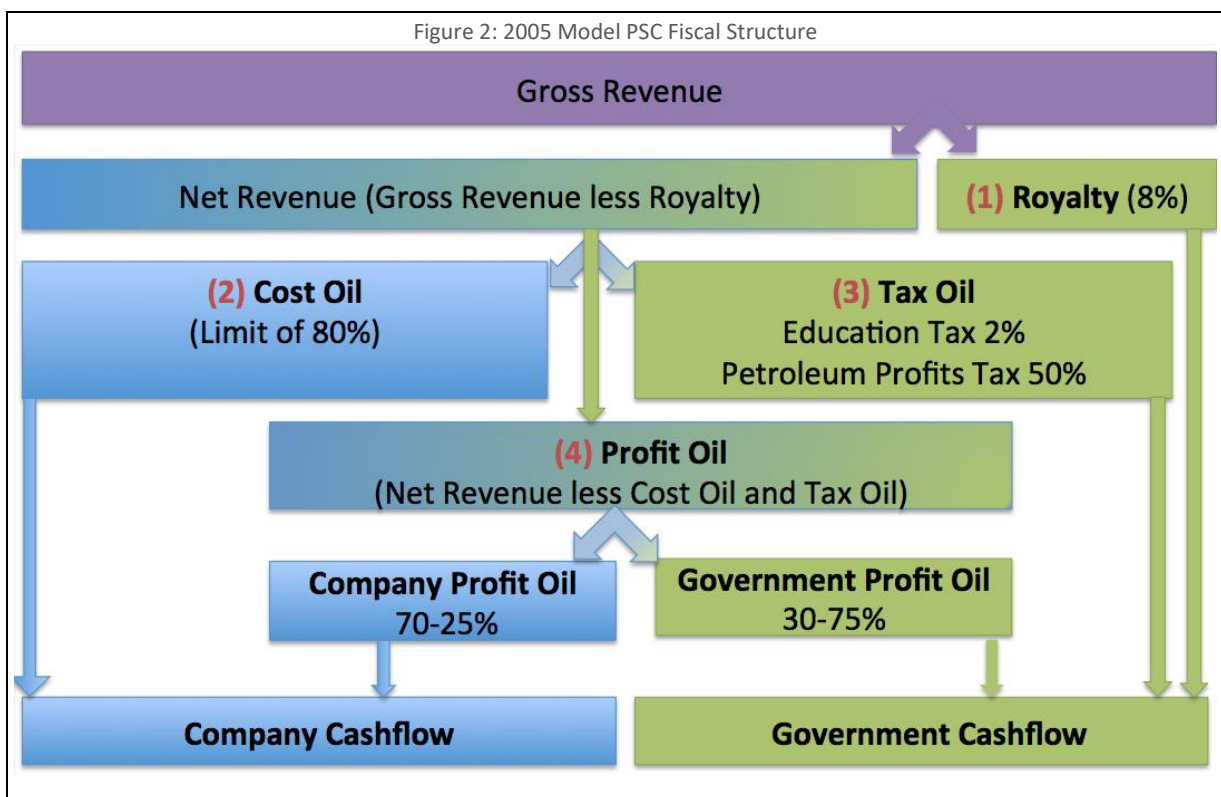 Figure 2: 2005 Model PSC Fiscal Structure
Gross Revenue
Net Revenue (Gross Revenue less Royalty)
(1) Royalty (8%)
(2) Cost Oil
(Limit of 80%)
(3) Tax Oil
Education Tax 2%
Petroleum Profits Tax 50%
(4) Profit Oil
(Net Revenue less Cost Oil and Tax Oil)
Company Profit Oil
70-25%
Government Profit Oil
30-75%
Company Cashflow
Government Cashflow